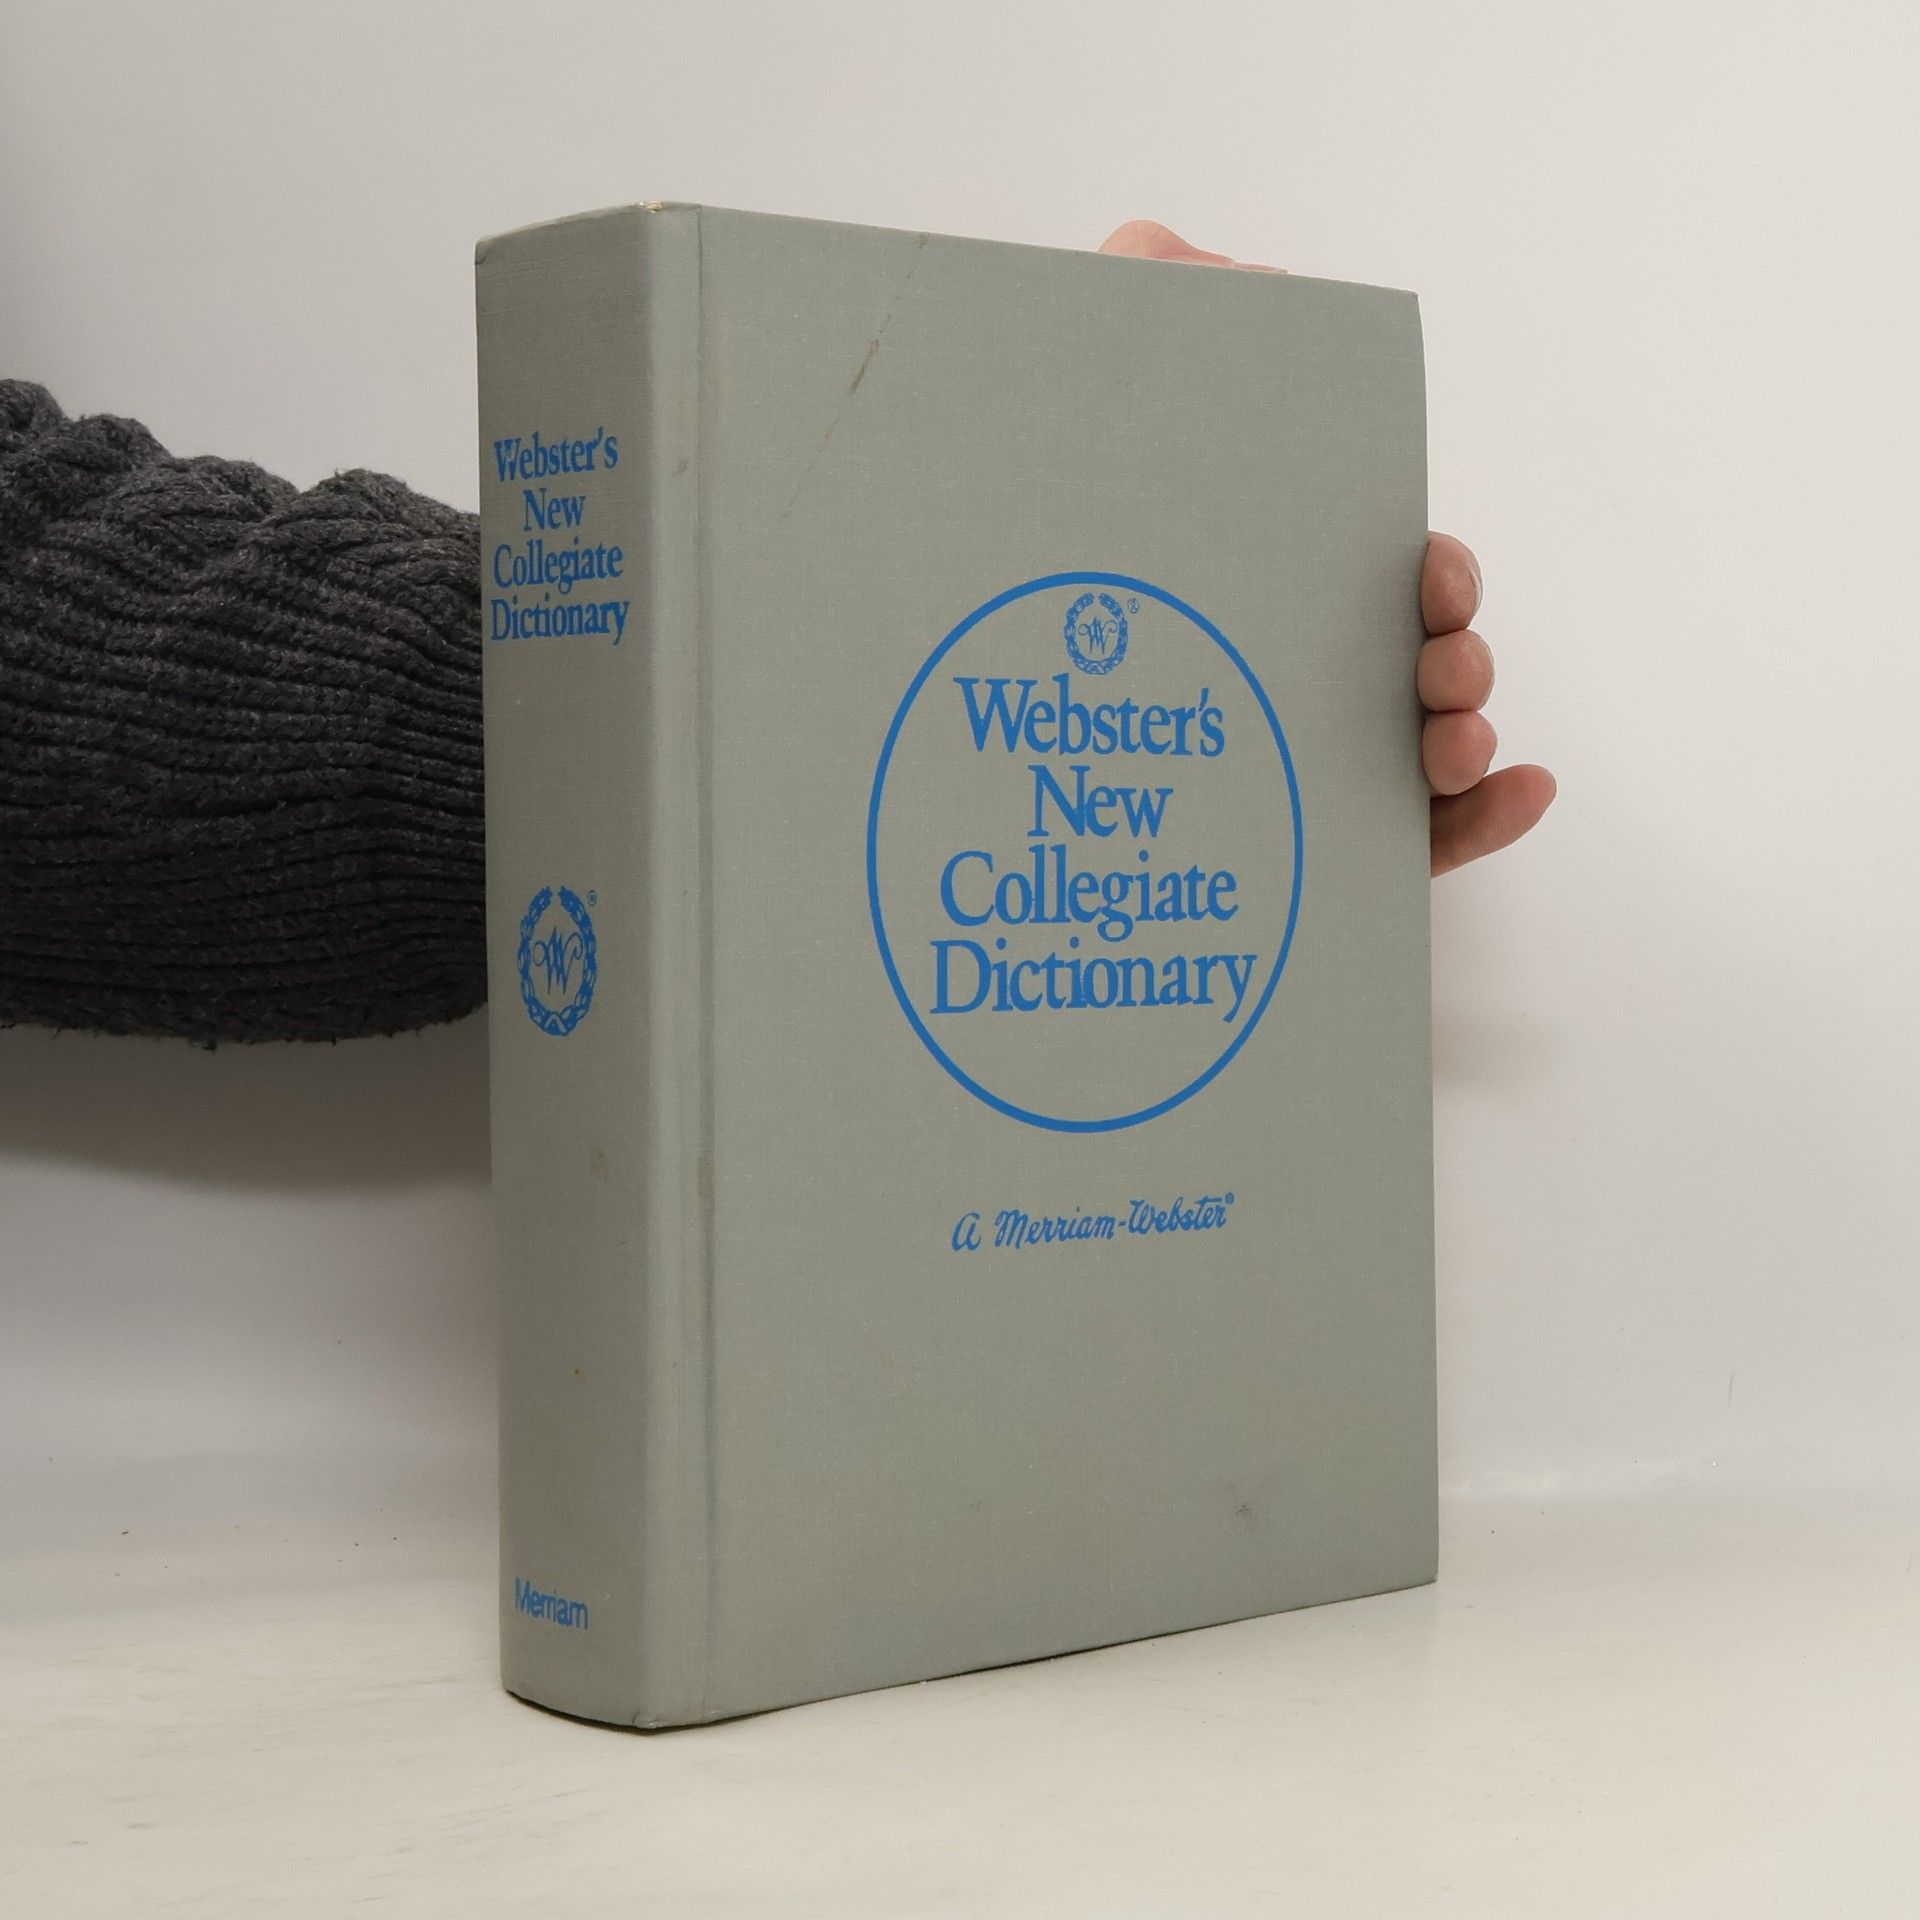 Webster's
New
Collegiate
Dictionary
W
®
Merriam
W
®
Webster's
New
Collegiate
Dictionary
A Merriam-Webster®